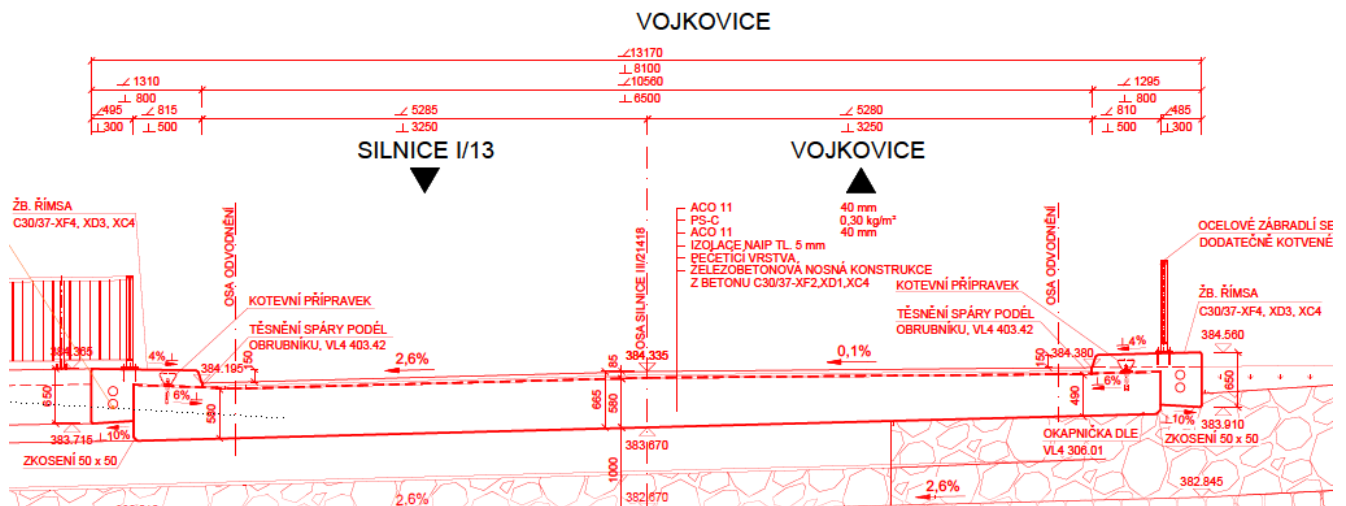 VOJKOVICE
∠13170
⊥8100
∠ 1310
∠10560
∠ 1295
⊥ 800
⊥ 6500
⊥ 800
∠495
∠ 815
∠ 5285
∠ 5280
∠ 810
∠485
⊥300
⊥ 500
⊥ 3250
⊥ 3250
⊥ 500
⊥300
SILNICE I/13
VOJKOVICE
ŽB. ŘÍMSA
C30/37-XF4, XD3, XC4
OSA ODVODNĚNÍ
KOTEVNÍ PŘÍPRAVEK
TĚSNĚNÍ SPÁRY PODÉL
OBRUBNÍKU, VL4 403.42
OSA SILNICE III/21418
ACO 11 40 mm
PS-C 0,30 kg/m²
ACO 11 40 mm
IZOLACE NAIP TL. 5 mm
PEČETÍCÍ VRSTVA
ŽELEZOBETONOVÁ NOSNÁ KONSTRUKCE
Z BETONU C30/37-XF2,XD1,XC4
OSA ODVODNĚNÍ
KOTEVNÍ PŘÍPRAVEK
TĚSNĚNÍ SPÁRY PODÉL
OBRUBNÍKU, VL4 403.42
OCELOVÉ ZÁBRADLÍ SE
DODATEČNĚ KOTVENÉ
ŽB. ŘÍMSA
C30/37-XF4, XD3, XC4
384.560
384.365
4%
150
384.195
2,6%
384.335
85
0,1%
150
384.380
4%
650
6%
665
580
490
6%
650
⊥10%
383.715
ZKOSENÍ 50 x 50
383.670
1000
OKAPNIČKA DLE
VL4 306.01
⊥10%
383.910
ZKOSENÍ 50 x 50
2,6%
382.670
2,6%
382.845